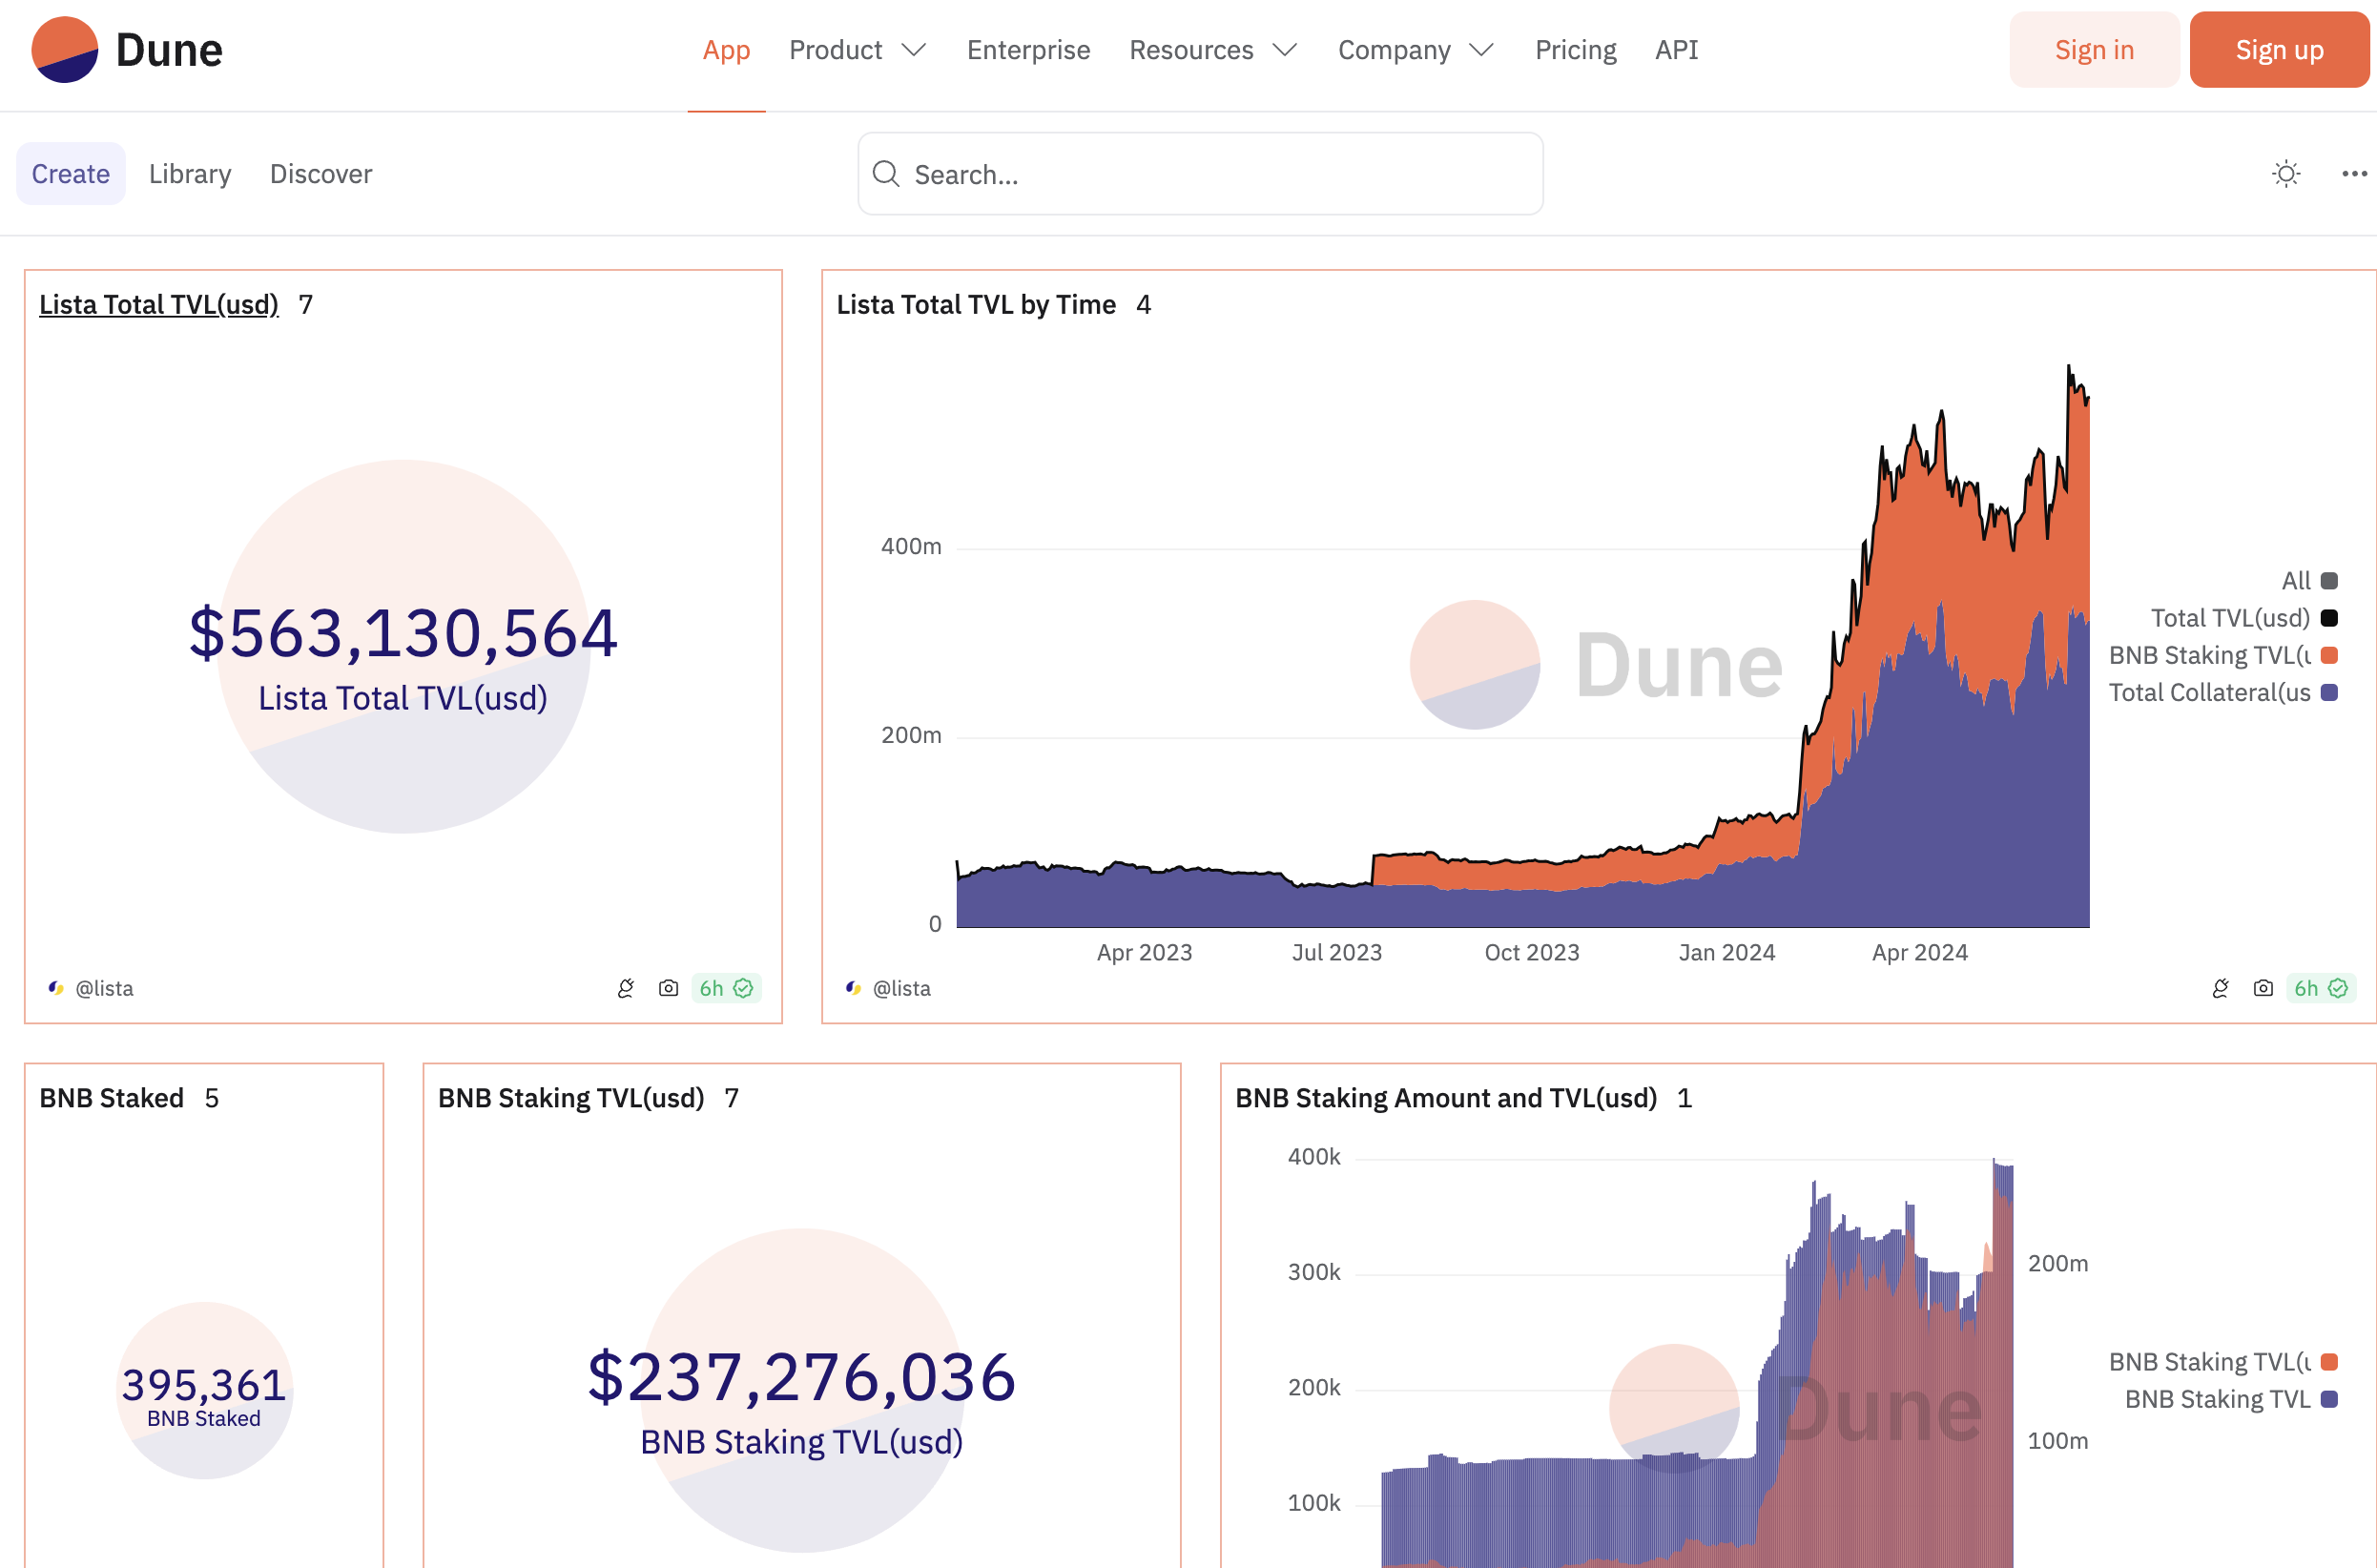 Dune
App Product Enterprise Resources Company Pricing API
Sign in Sign up
Create Library Discover
Search...
Lista Total TVL(usd) 7
$563,130,564
Lista Total TVL(usd)
@lista
6h
Lista Total TVL by Time 4
400m
200m
0
Dune
Apr 2023 Jul 2023 Oct 2023 Jan 2024 Apr 2024
All
Total TVL(usd)
BNB Staking TVL(u
Total Collateral(us
@lista
6h
BNB Staked 5
395,361
BNB Staked
BNB Staking TVL(usd) 7
$237,276,036
BNB Staking TVL(usd)
BNB Staking Amount and TVL(usd) 1
400k
300k
200k
100k
Dune
200m
100m
BNB Staking TVL(u
BNB Staking TVL